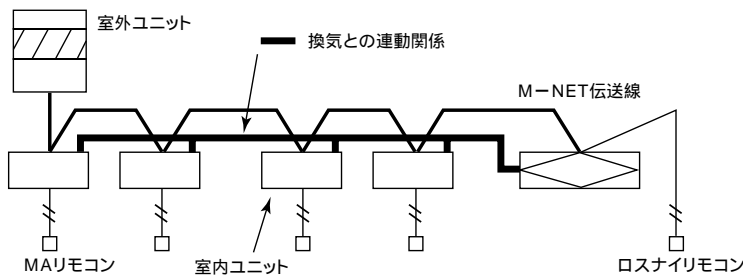 室外ユニット
換気との連動関係
M－NET伝送線
MAリモコン
室内ユニット
ロスナイリモコン